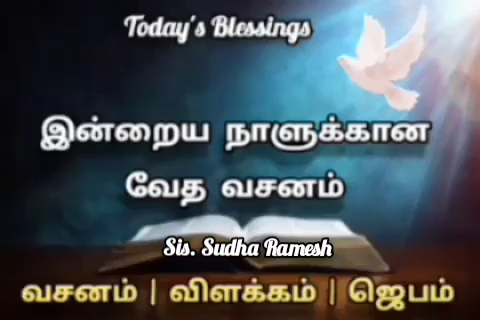 Today's Blessings
இன்றைய நாளுக்கான
வேத வசனம்
Sis. Sudha Ramesh
வசனம் | விளக்கம் | ஜெபம்